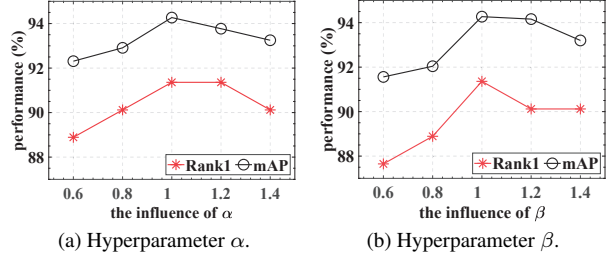 performance (%)
94
92
90
88
Rank1 mAP
0.6 0.8 1 1.2 1.4
the influence of α
(a) Hyperparameter α.
performance (%)
94
92
90
88
Rank1 mAP
0.6 0.8 1 1.2 1.4
the influence of β
(b) Hyperparameter β.